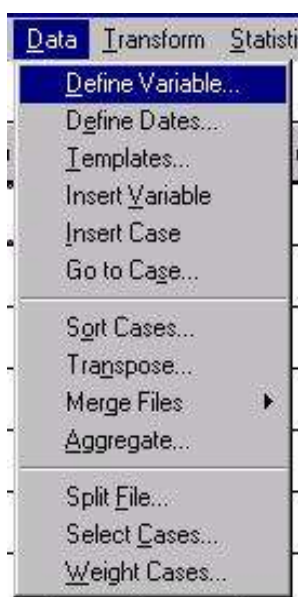 Data Transform Statisti
Define Variable...
Define Dates...
Templates...
Insert Variable
Insert Case
Go to Case...
Sort Cases...
Transpose...
Merge Files
Aggregate...
Split File...
Select Cases...
Weight Cases...